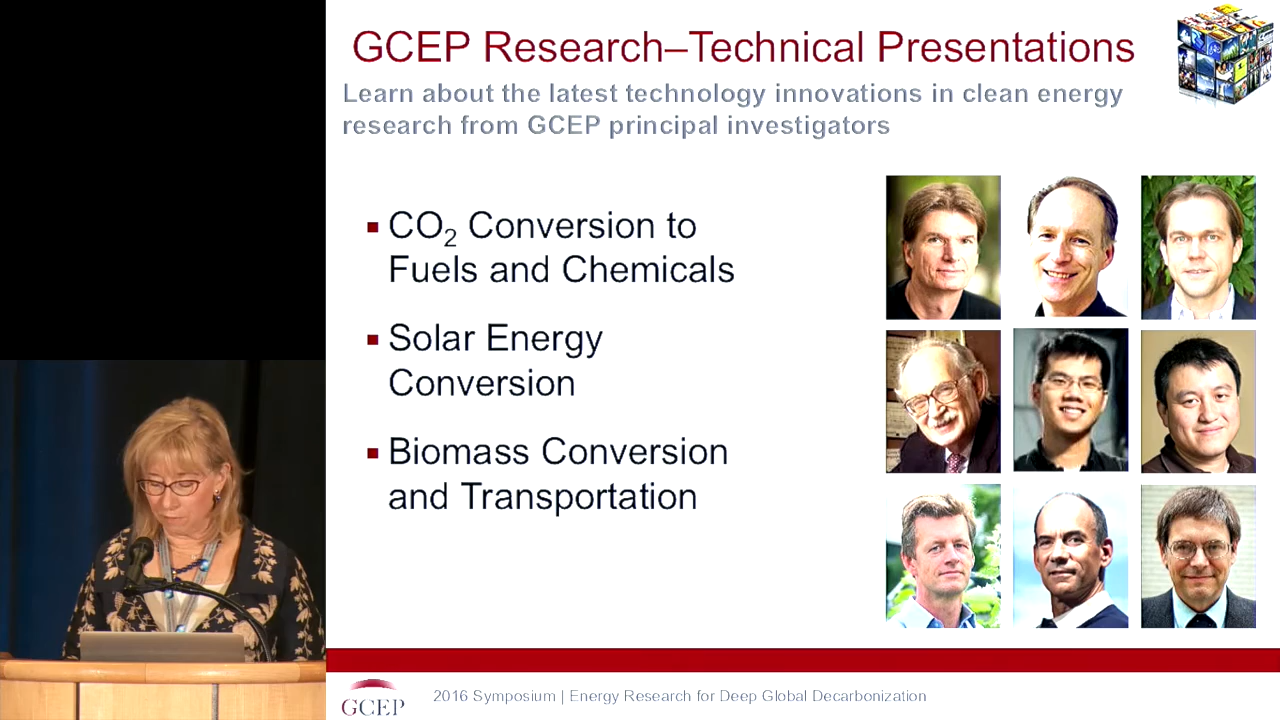 GCEP Research–Technical Presentations
Learn about the latest technology innovations in clean energy
research from GCEP principal investigators
CO₂ Conversion to
Fuels and Chemicals
Solar Energy
Conversion
Biomass Conversion
and Transportation
GCEP
2016 Symposium | Energy Research for Deep Global Decarbonization